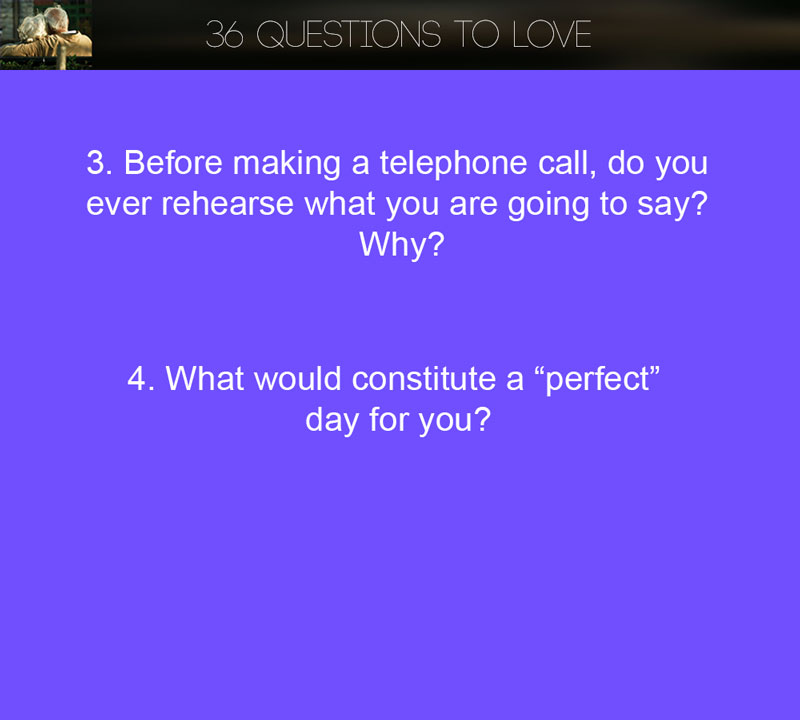 36 QUESTIONS TO LOVE
3. Before making a telephone call, do you
ever rehearse what you are going to say?
Why?
4. What would constitute a “perfect”
day for you?